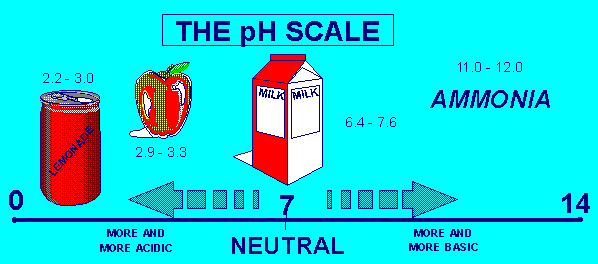 THE pH SCALE
2.2 - 3.0
LEMONADE
2.9 - 3.3
MILK MILK
6.4 - 7.6
11.0 - 12.0
AMMONIA
0
7
14
MORE AND
MORE ACIDIC
NEUTRAL
MORE AND
MORE BASIC